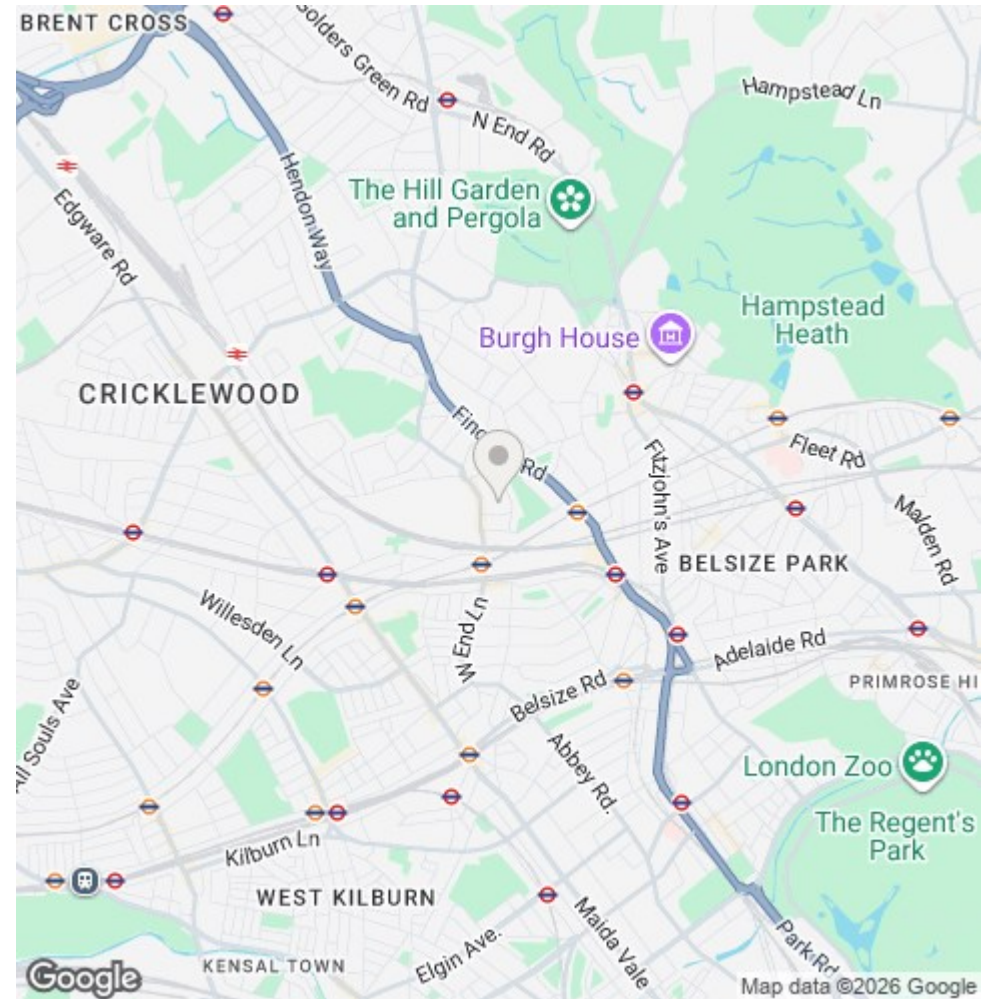 BRENT CROSS
Golders Green Rd
Hampstead Ln
N End Rd
Hendon Way
The Hill Garden
and Pergola
Edgware Rd
Hampstead
Heath
Burgh House
CRICKLEWOOD
Rd
Fleet Rd
Fitzjohn's Ave
Malden Rd
BELSIZE PARK
Willesden Ln
W End Ln
Adelaide Rd
PRIMROSE HI
Belsize Rd
All Souls Ave
Abbey Rd.
London Zoo
The Regent's
Park
Kilburn Ln
WEST KILBURN
Maida Vale
Elgin Ave.
Park Rd
KENSAL TOWN
Google
Map data ©2026 Google